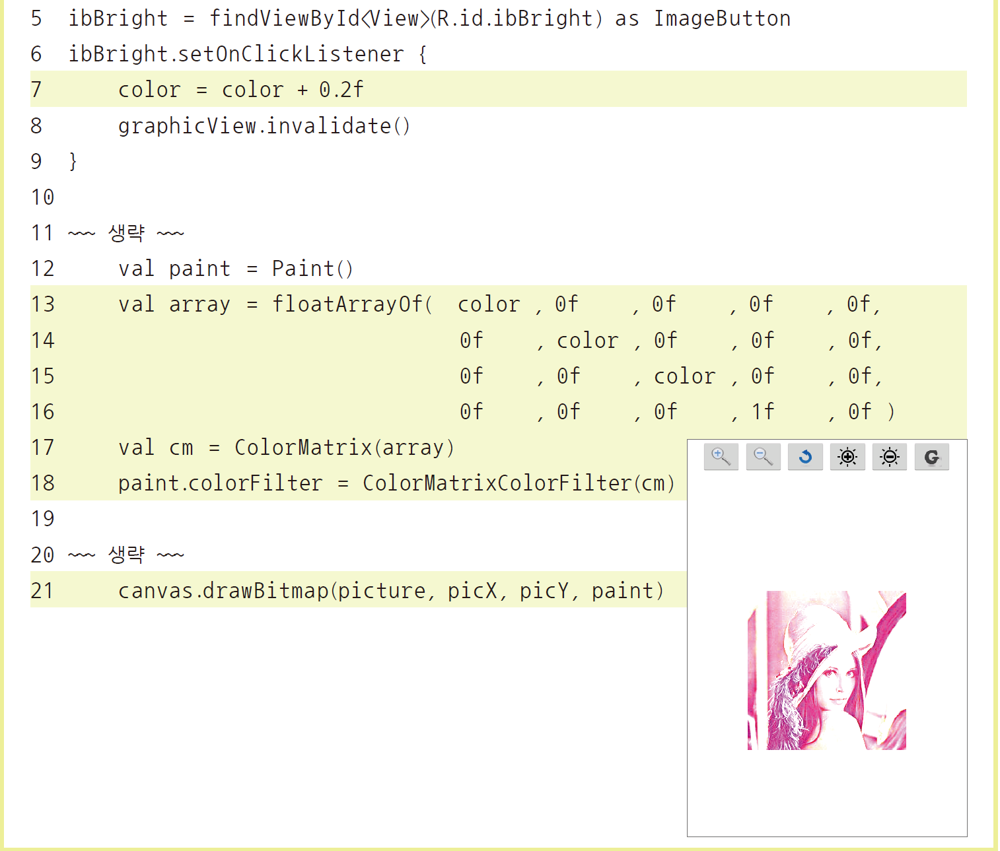 5 ibBright = findViewById<View>(R.id.ibBright) as ImageButton
6 ibBright.setOnClickListener {
7 color = color + 0.2f
8 graphicView.invalidate()
9 }
10
11 ~~~ 생략 ~~~
12 val paint = Paint()
13 val array = floatArrayOf( color , 0f , 0f , 0f , 0f,
14 0f , color , 0f , 0f , 0f,
15 0f , 0f , color , 0f , 0f,
16 0f , 0f , 0f , 1f , 0f )
17 val cm = ColorMatrix(array)
18 paint.colorFilter = ColorMatrixColorFilter(cm)
19
20 ~~~ 생략 ~~~
21 canvas.drawBitmap(picture, picX, picY, paint)
G